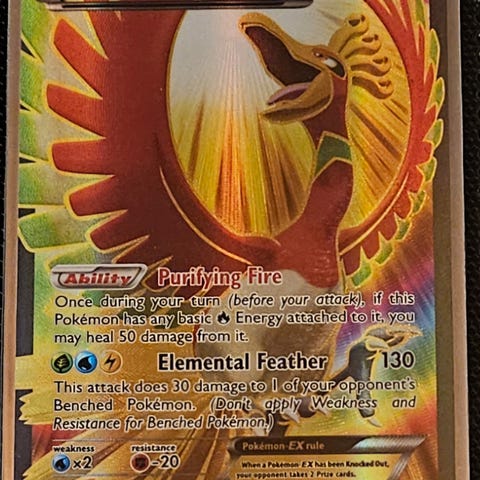 Ability Purifying Fire
Once during your turn (before your attack), if this
Pokémon has any basic Energy attached to it, you
may heal 50 damage from it.
Elemental Feather 130
This attack does 30 damage to 1 of your opponent's
Benched Pokémon. (Don't apply Weakness and
Resistance for Benched Pokémon.)
weakness resistance
×2 -20
Pokémon-EX rule
When a Pokémon-EX has been Knocked Out,
your opponent takes 2 Prize cards.